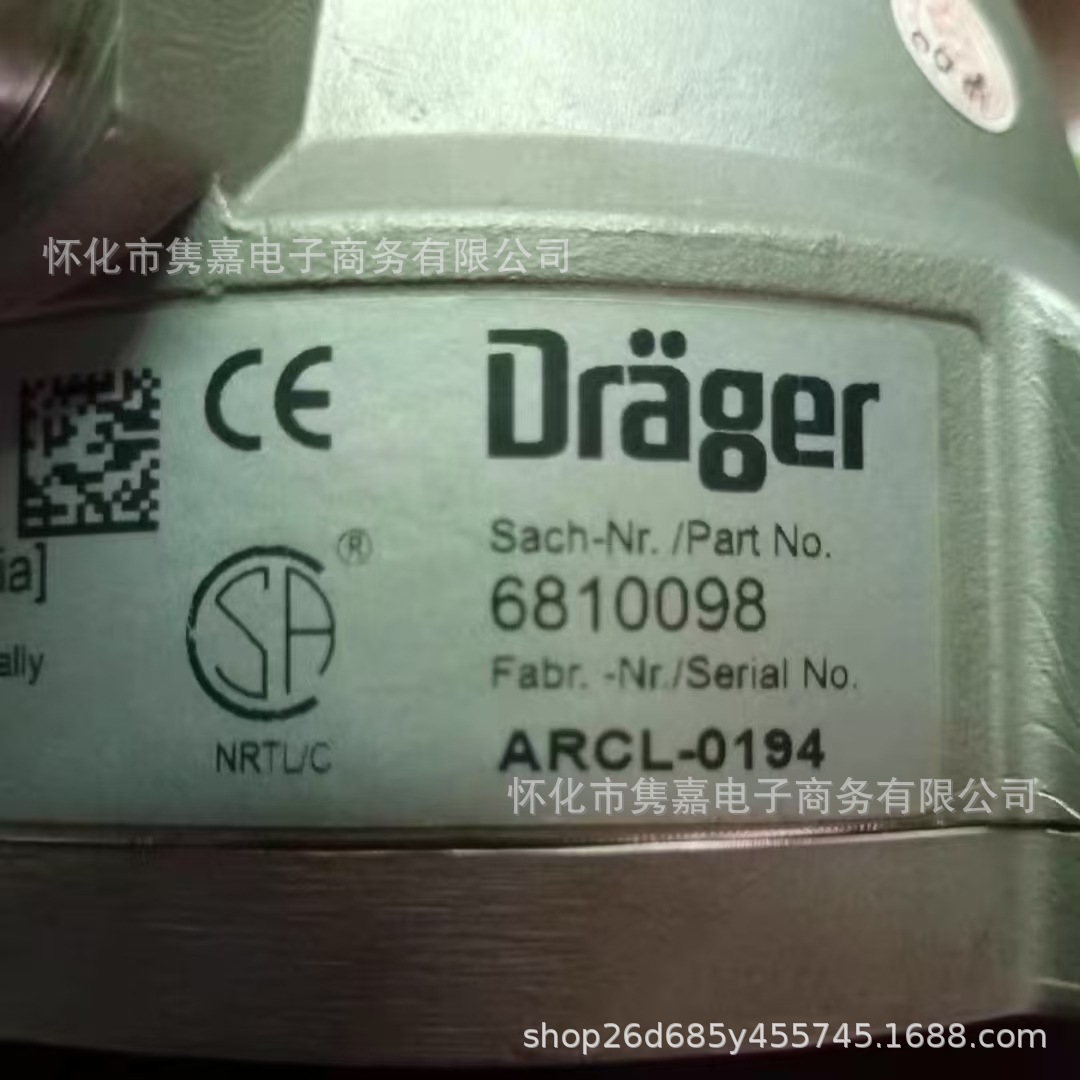 怀化市隽嘉电子商务有限公司
CE
Dräger
Sach-Nr. /Part No.
6810098
Fabr. -Nr./Serial No.
ARCL-0194
CSA®
NRTL/C
ia]
ally
怀化市隽嘉电子商务有限公司
shop26d685y455745.1688.com